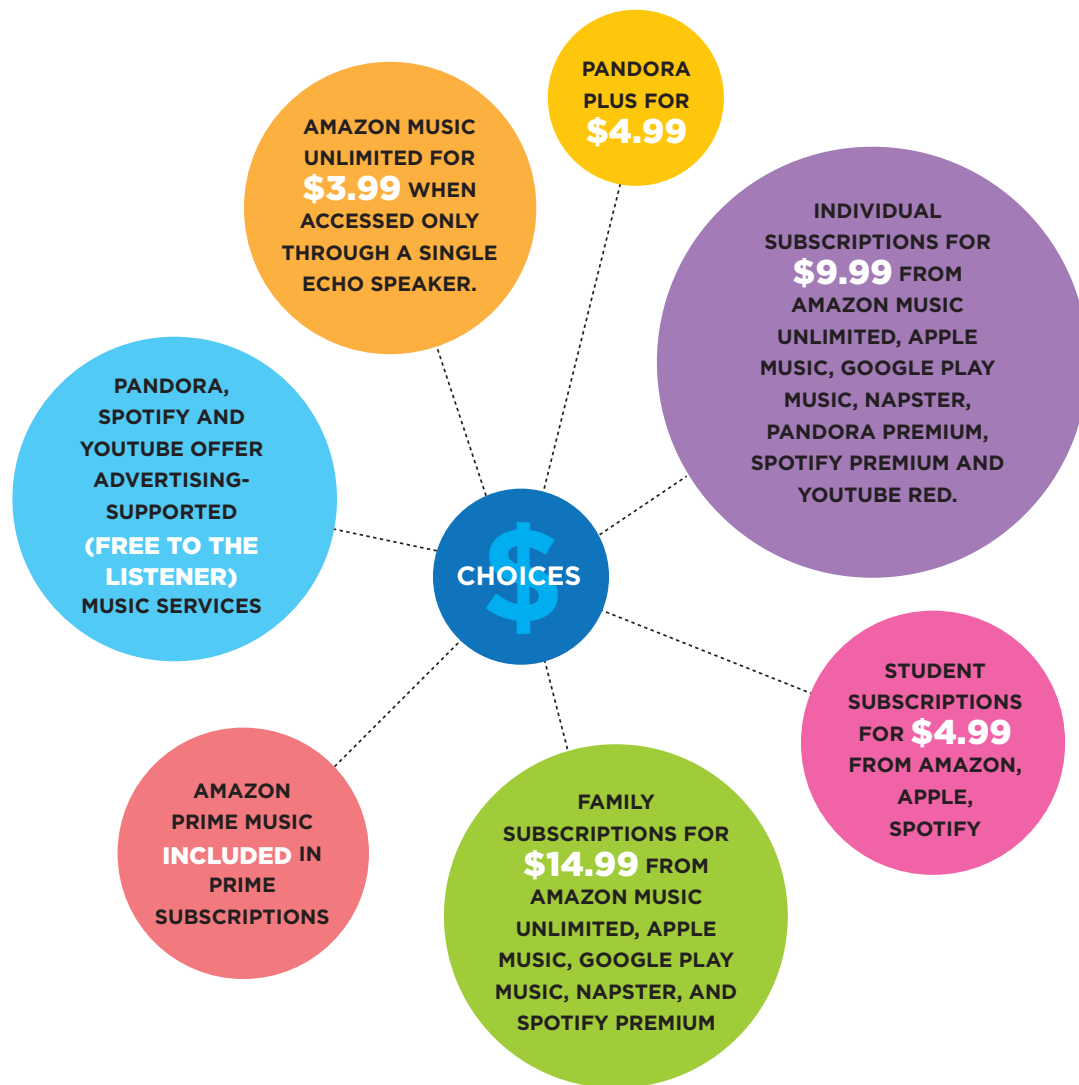 PANDORA
PLUS FOR
$4.99
AMAZON MUSIC
UNLIMITED FOR
$3.99 WHEN
ACCESSED ONLY
THROUGH A SINGLE
ECHO SPEAKER.
INDIVIDUAL
SUBSCRIPTIONS FOR
$9.99 FROM
AMAZON MUSIC
UNLIMITED, APPLE
MUSIC, GOOGLE PLAY
MUSIC, NAPSTER,
PANDORA PREMIUM,
SPOTIFY PREMIUM AND
YOUTUBE RED.
PANDORA,
SPOTIFY AND
YOUTUBE OFFER
ADVERTISING-
SUPPORTED
(FREE TO THE
LISTENER)
MUSIC SERVICES
$
CHOICES
STUDENT
SUBSCRIPTIONS
FOR $4.99
FROM AMAZON,
APPLE,
SPOTIFY
AMAZON
PRIME MUSIC
INCLUDED IN
PRIME
SUBSCRIPTIONS
FAMILY
SUBSCRIPTIONS FOR
$14.99 FROM
AMAZON MUSIC
UNLIMITED, APPLE
MUSIC, GOOGLE PLAY
MUSIC, NAPSTER, AND
SPOTIFY PREMIUM